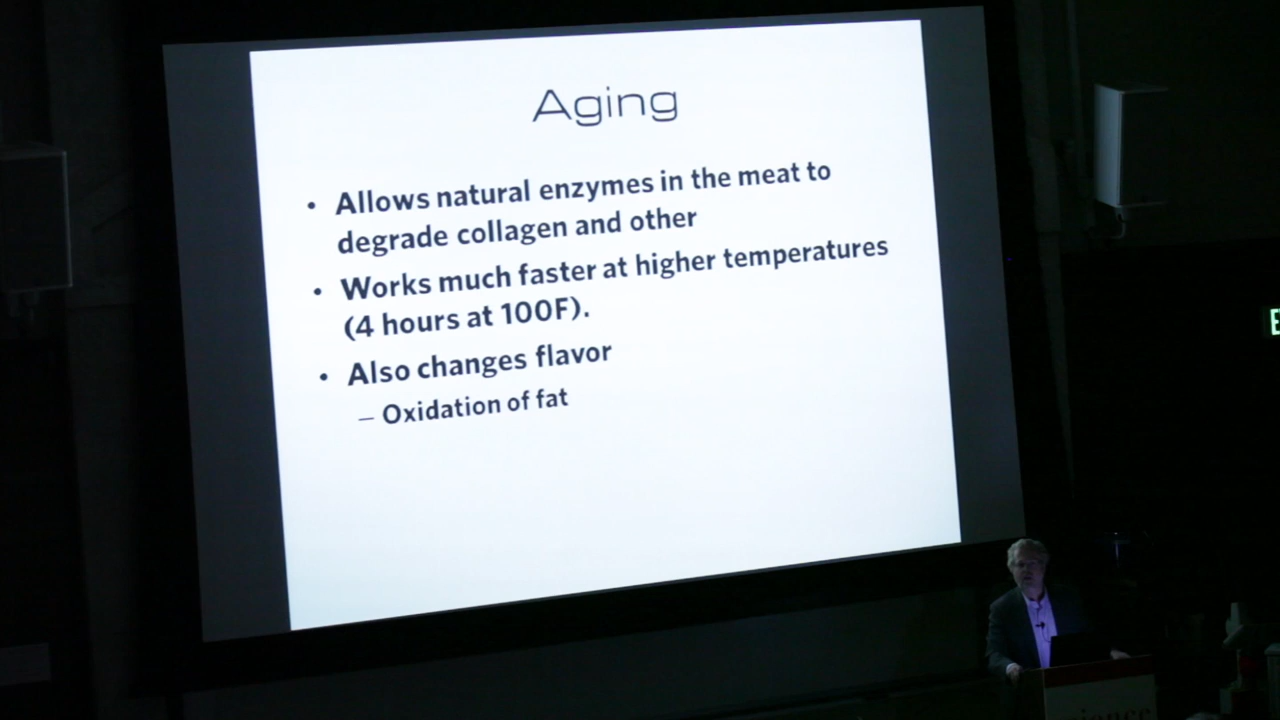 Aging
• Allows natural enzymes in the meat to
degrade collagen and other
• Works much faster at higher temperatures
(4 hours at 100F).
• Also changes flavor
– Oxidation of fat
E